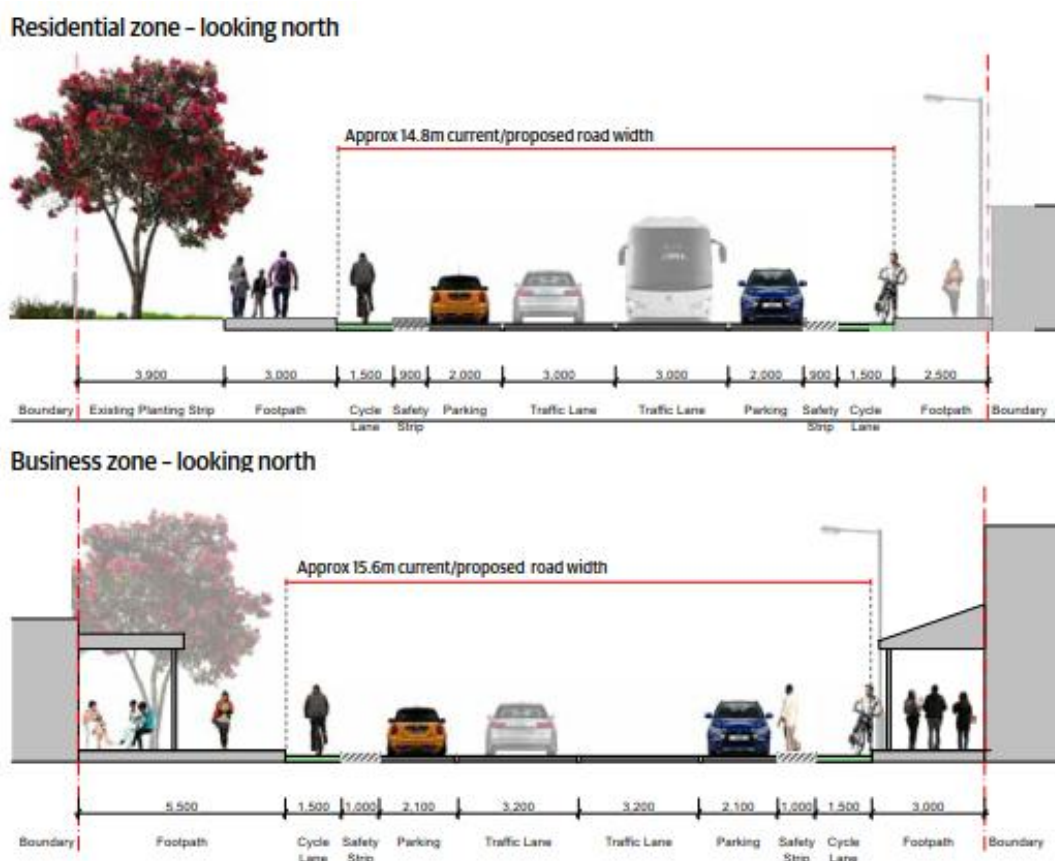 Residential zone - looking north
Approx 14.8m current/proposed road width
3,900 3,000 1,500 900 2,000 3,000 3,000 2,000 900 1,500 2,500
Boundary Existing Planting Strip Footpath Cycle Safety Parking Traffic Lane Traffic Lane Parking Safety Cycle Footpath Boundary
Lane Strip Strip Lane
Business zone - looking north
Approx 15.6m current/proposed road width
5,500 1,500 1,000 2,100 3,200 3,200 2,100 1,000 1,500 3,000
Boundary Footpath Cycle Safety Parking Traffic Lane Traffic Lane Parking Safety Cycle Footpath Boundary
Lane Strip Strip Lane